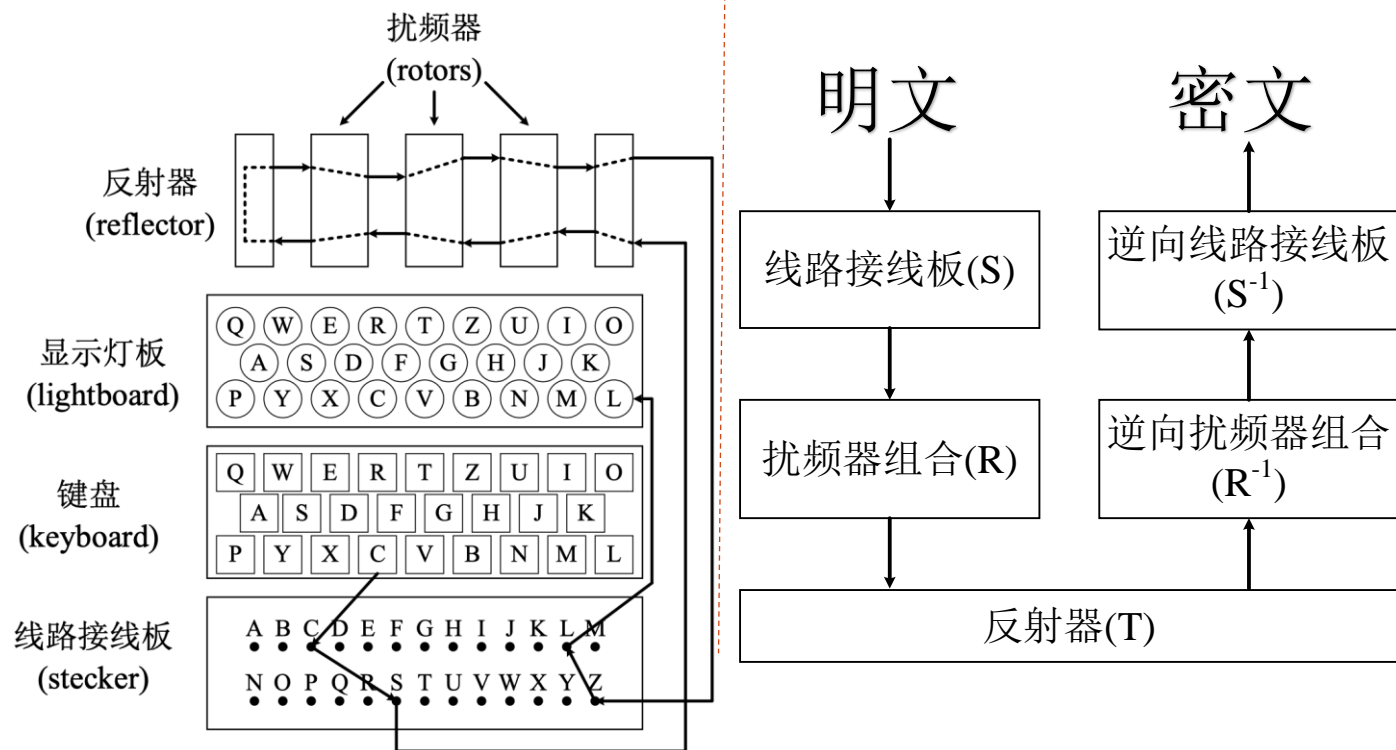 扰频器
(rotors)
反射器
(reflector)
显示灯板
(lightboard)
Q W E R T Z U I O
A S D F G H J K
P Y X C V B N M L
键盘
(keyboard)
Q W E R T Z U I O
A S D F G H J K
P Y X C V B N M L
线路接线板
(stecker)
A B C D E F G H I J K L M
N O P Q R S T U V W X Y Z
明文
线路接线板(S)
扰频器组合(R)
反射器(T)
密文
逆向线路接线板
(S⁻¹)
逆向扰频器组合
(R⁻¹)